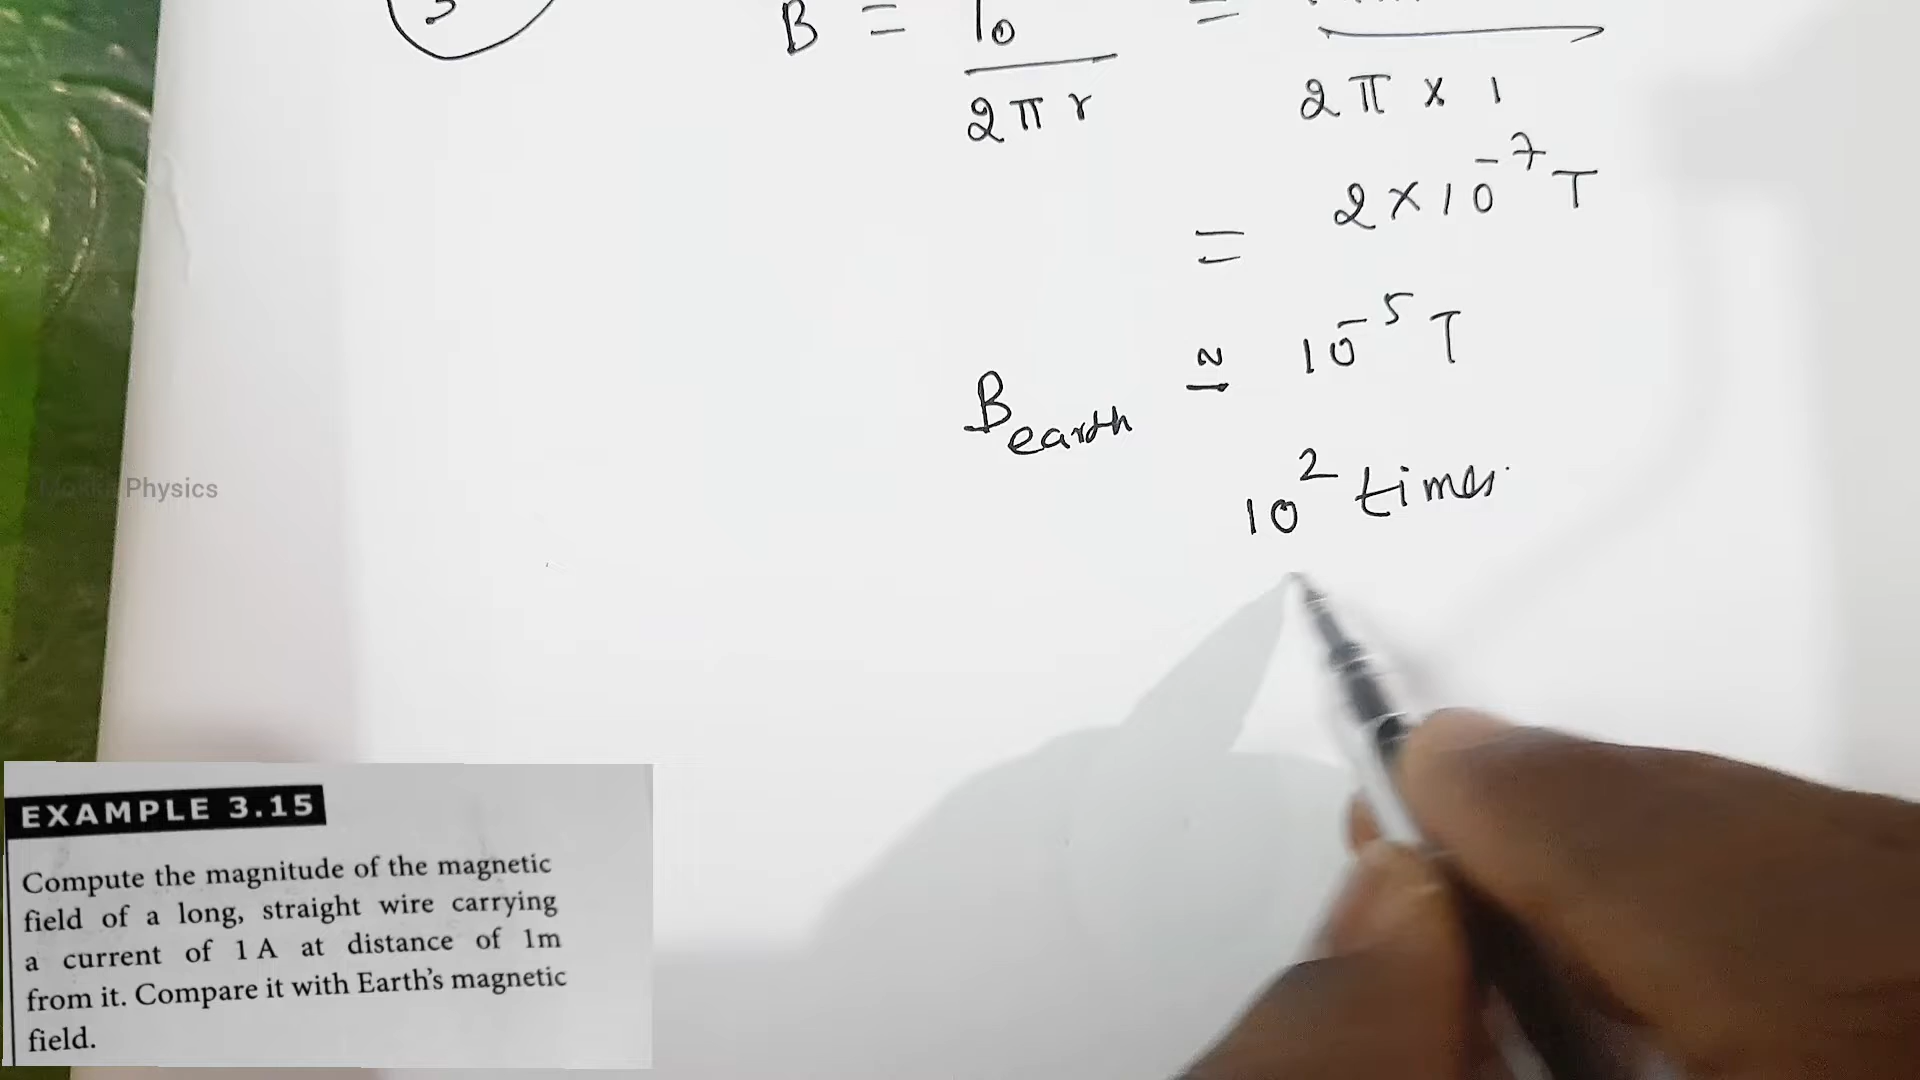 B = I0 =
2πr
2π × 1
= 2 × 10⁻⁷ T
B earth ≃ 10⁻⁵ T
10² times
Physics
EXAMPLE 3.15
Compute the magnitude of the magnetic
field of a long, straight wire carrying
a current of 1 A at distance of 1m
from it. Compare it with Earth's magnetic
field.